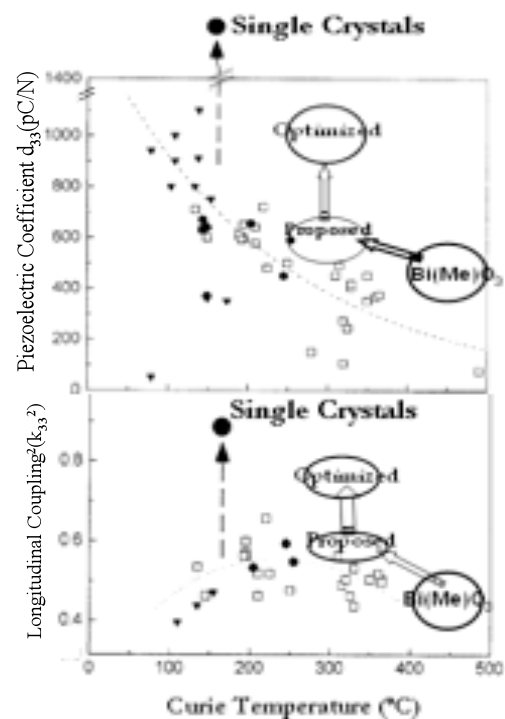 Single Crystals
1400
1000
800
600
400
200
0
Optimized
Proposed
Bi(Me)O₃
Piezoelectric Coefficient d₃₃(pC/N)
Single Crystals
0.8
0.6
0.4
Optimized
Proposed
Bi(Me)O₃
Longitudinal Coupling²(k₃₃²)
0 100 200 300 400 500
Curie Temperature (°C)